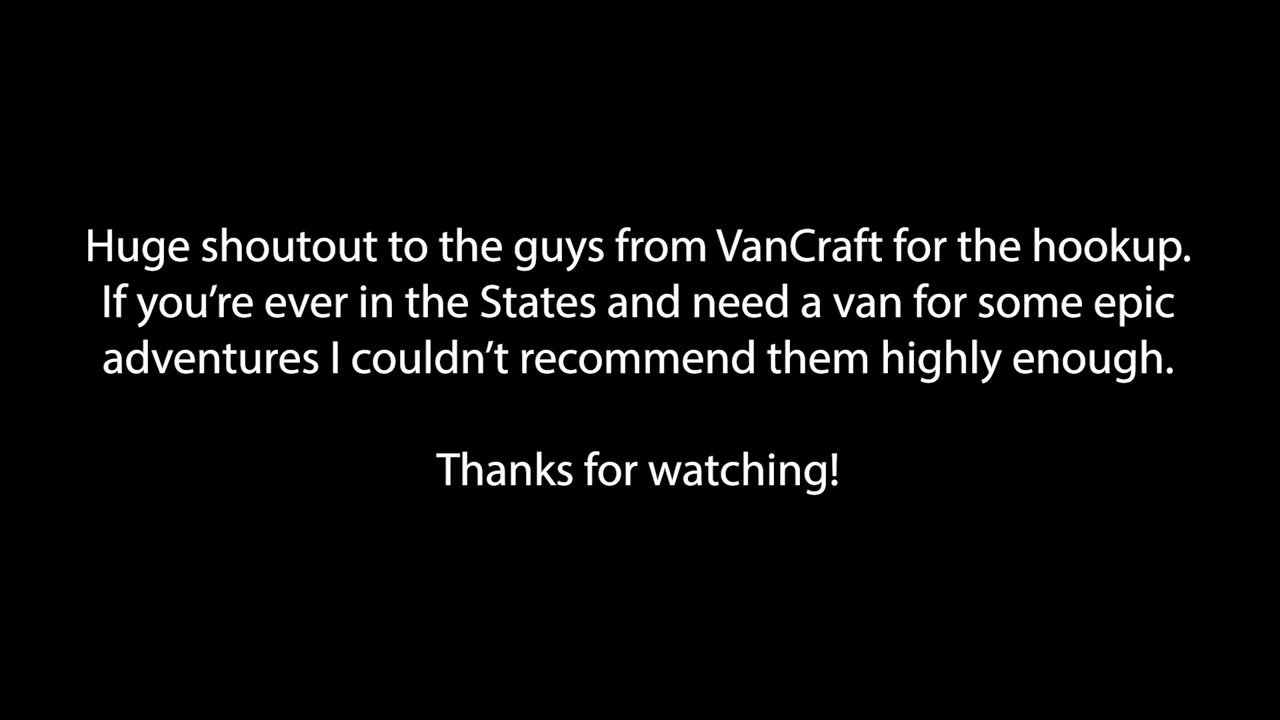 Huge shoutout to the guys from VanCraft for the hookup.
If you’re ever in the States and need a van for some epic
adventures I couldn’t recommend them highly enough.
Thanks for watching!